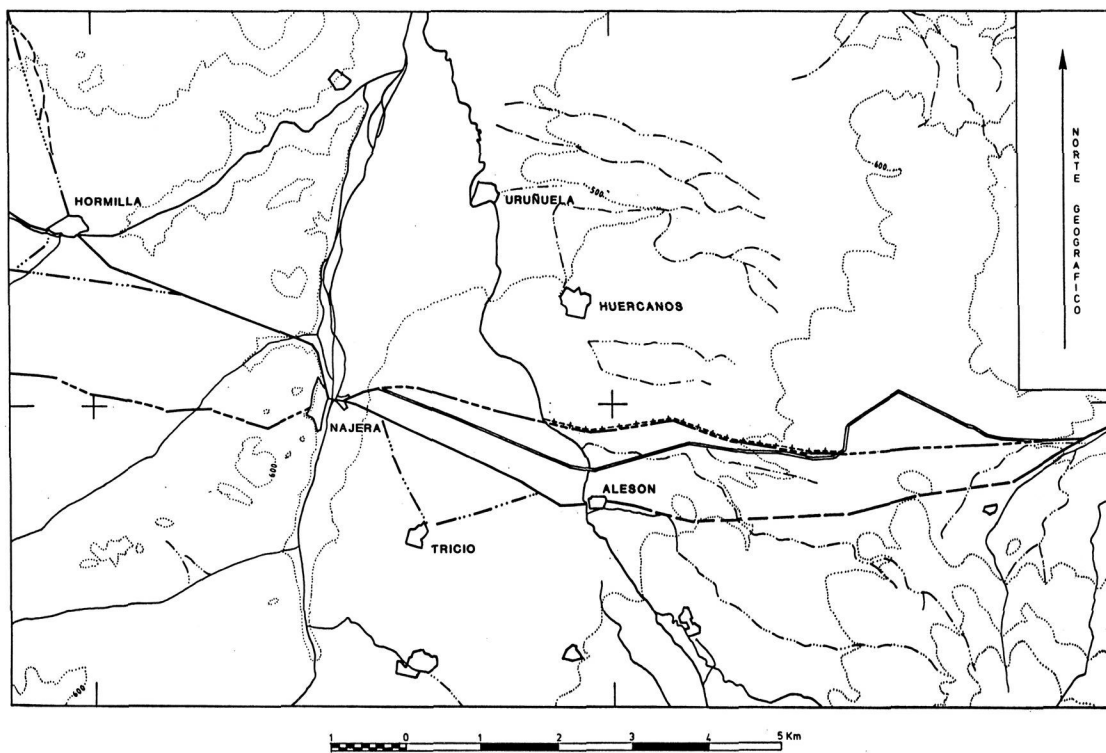 HORMILLA
URUÑUELA
500
600
HUERCANOS
NAJERA
600
ALESON
TRICIO
600
NORTE GEOGRAFICO
1 0 1 2 3 4 5 Km